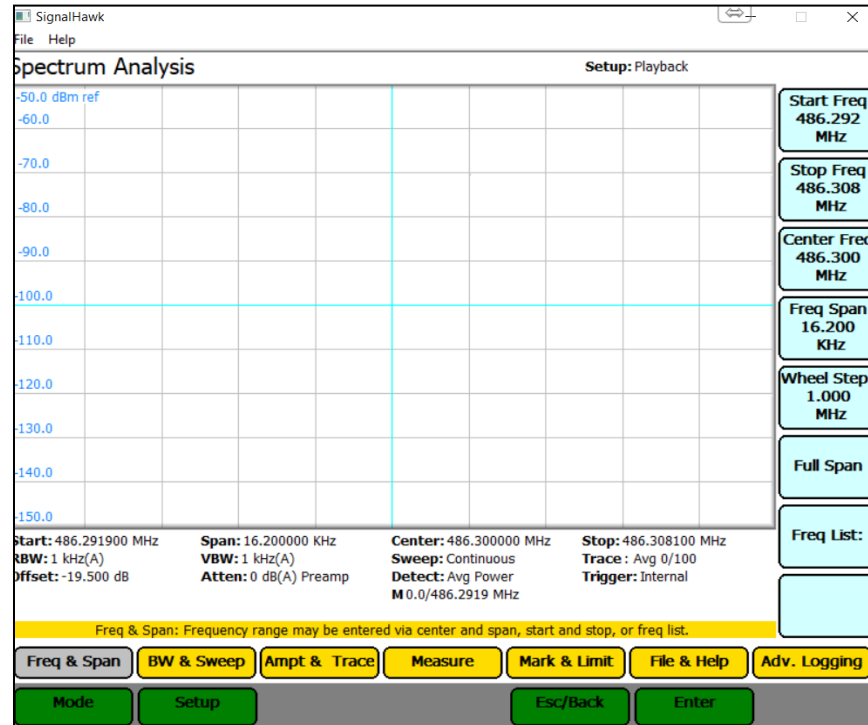 SignalHawk
File Help
Spectrum Analysis
Setup: Playback
-50.0 dBm ref
-60.0
-70.0
-80.0
-90.0
-100.0
-110.0
-120.0
-130.0
-140.0
-150.0
Start Freq
486.292
MHz
Stop Freq
486.308
MHz
Center Freq
486.300
MHz
Freq Span
16.200
KHz
Wheel Step
1.000
MHz
Full Span
Freq List:
Start: 486.291900 MHz Span: 16.200000 KHz Center: 486.300000 MHz Stop: 486.308100 MHz
RBW: 1 kHz(A) VBW: 1 kHz(A) Sweep: Continuous Trace : Avg 0/100
Offset: -19.500 dB Atten: 0 dB(A) Preamp Detect: Avg Power Trigger: Internal
M 0.0/486.2919 MHz
Freq & Span: Frequency range may be entered via center and span, start and stop, or freq list.
Freq & Span BW & Sweep Ampt & Trace Measure Mark & Limit File & Help Adv. Logging
Mode Setup Esc/Back Enter